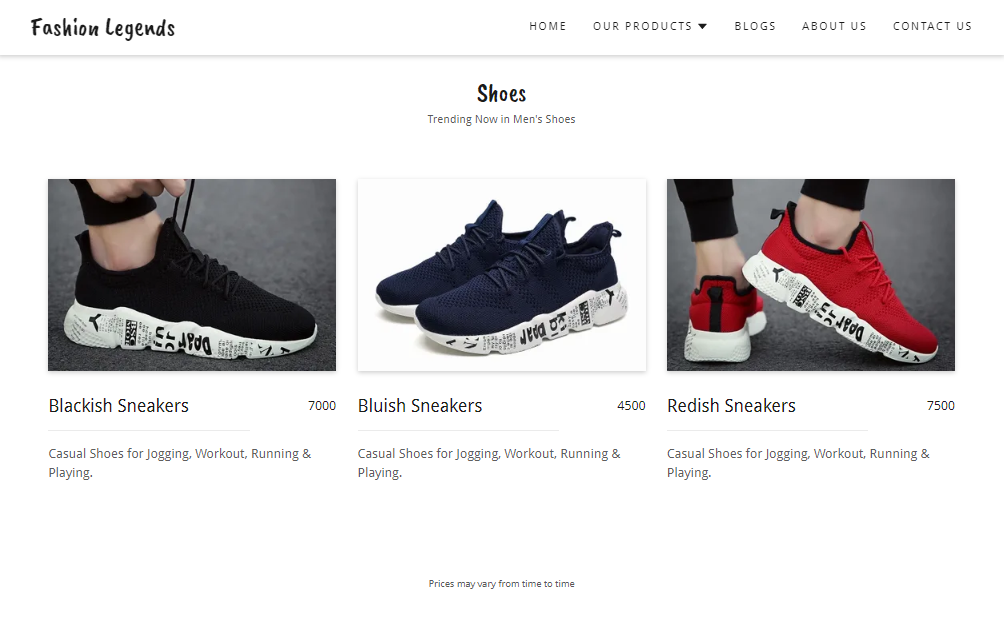 Fashion Legends
HOME
OUR PRODUCTS
BLOGS
ABOUT US
CONTACT US
Shoes
Trending Now in Men's Shoes
Blackish Sneakers
7000
Casual Shoes for Jogging, Workout, Running &
Playing.
Bluish Sneakers
4500
Casual Shoes for Jogging, Workout, Running &
Playing.
Redish Sneakers
7500
Casual Shoes for Jogging, Workout, Running &
Playing.
Prices may vary from time to time